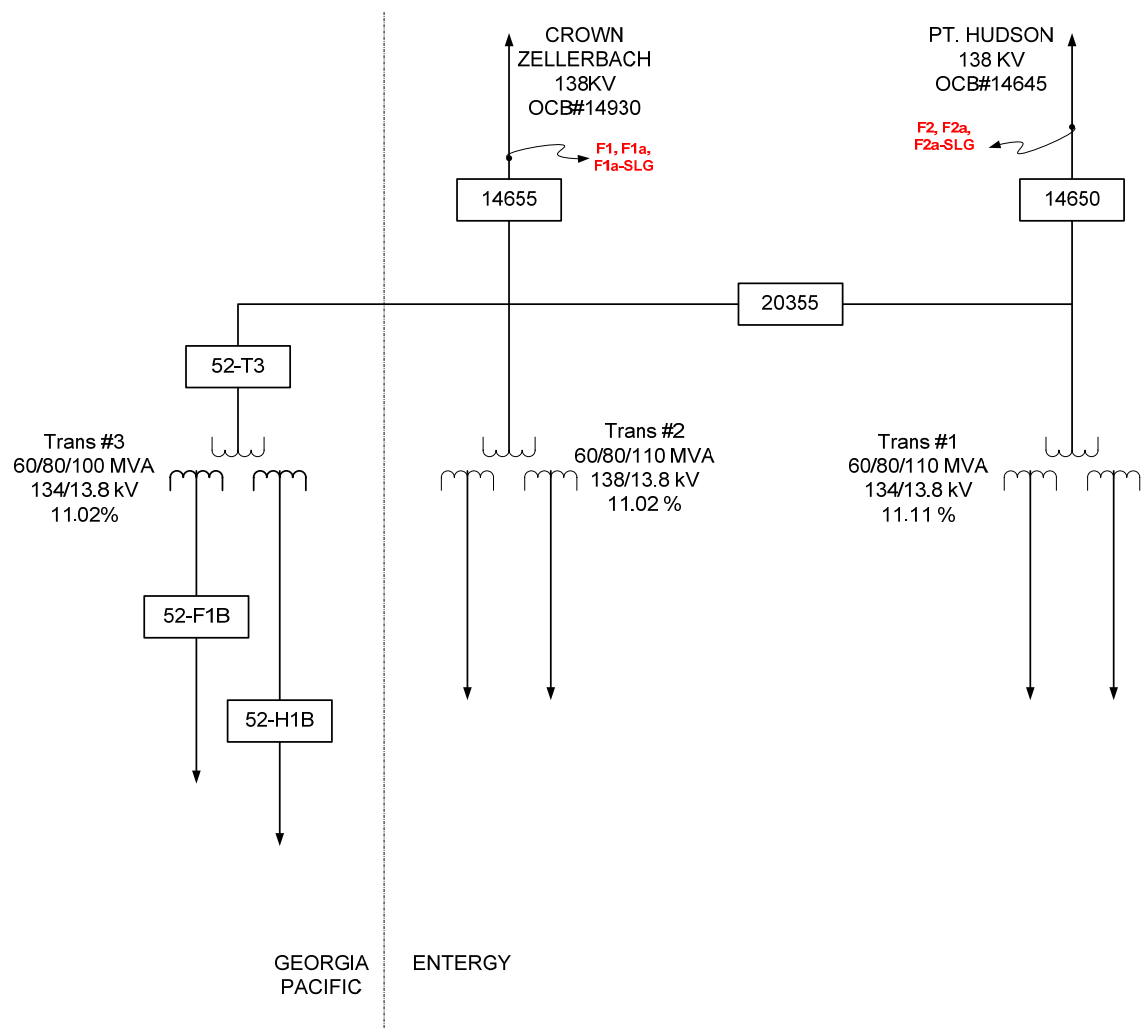 CROWN
ZELLERBACH
138KV
OCB#14930
PT. HUDSON
138 KV
OCB#14645
F1, F1a,
F1a-SLG
F2, F2a,
F2a-SLG
14655
14650
20355
52-T3
Trans #3
60/80/100 MVA
134/13.8 kV
11.02%
Trans #2
60/80/110 MVA
138/13.8 kV
11.02 %
Trans #1
60/80/110 MVA
134/13.8 kV
11.11 %
52-F1B
52-H1B
GEORGIA
PACIFIC
ENTERGY